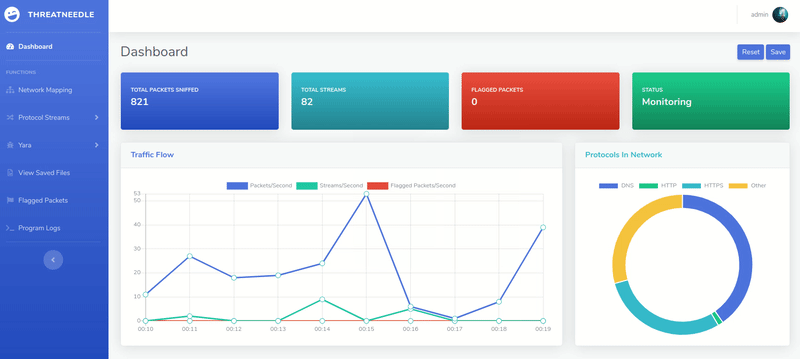 THREATNEEDLE
admin
Dashboard
FUNCTIONS
Network Mapping
Protocol Streams
Yara
View Saved Files
Flagged Packets
Program Logs
Dashboard
Reset
Save
TOTAL PACKETS SNIFFED
821
TOTAL STREAMS
82
FLAGGED PACKETS
0
STATUS
Monitoring
Traffic Flow
Packets/Second
Streams/Second
Flagged Packets/Second
53
50
40
30
20
10
0
00:10
00:11
00:12
00:13
00:14
00:15
00:16
00:17
00:18
00:19
Protocols In Network
DNS
HTTP
HTTPS
Other